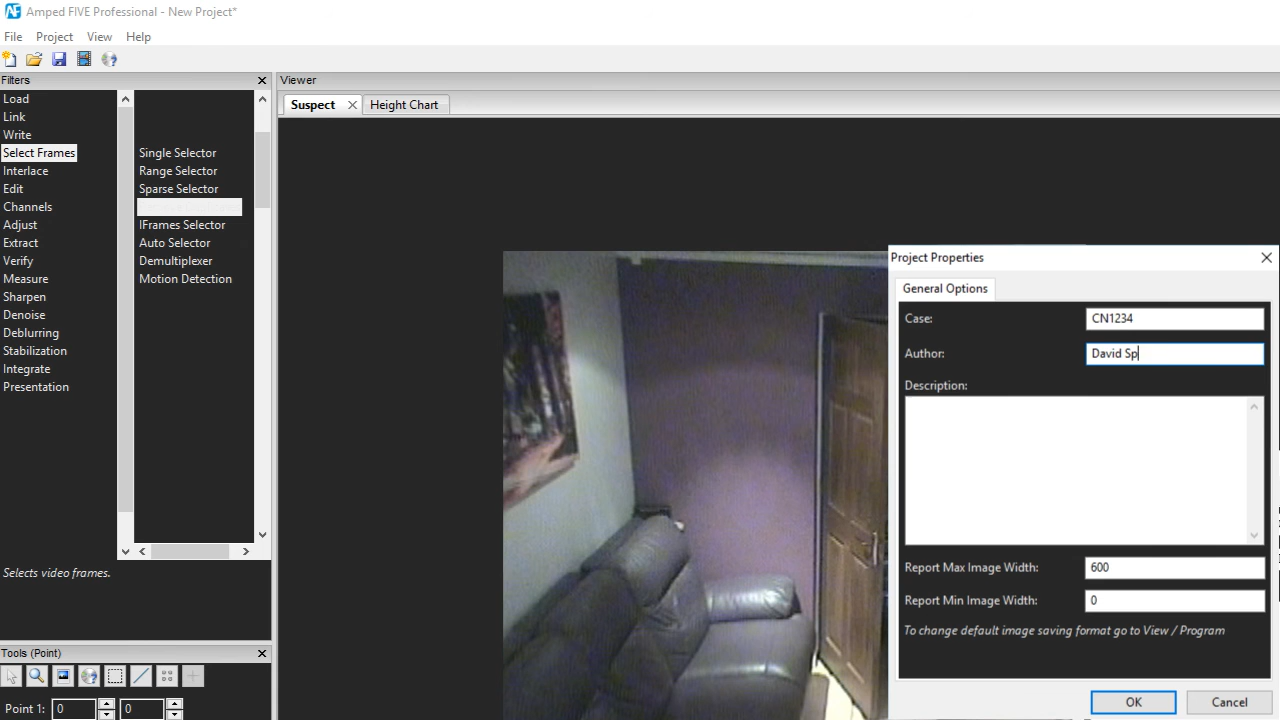 Amped FIVE Professional - New Project*
File Project View Help
Filters
Viewer
Suspect Height Chart
Load
Link
Write
Select Frames
Interlace
Edit
Channels
Adjust
Extract
Verify
Measure
Sharpen
Denoise
Deblurring
Stabilization
Integrate
Presentation
Single Selector
Range Selector
Sparse Selector
IFrames Selector
Auto Selector
Demultiplexer
Motion Detection
Selects video frames.
Tools (Point)
Point 1: 0 0
Project Properties
General Options
Case: CN1234
Author: David Sp
Description:
Report Max Image Width: 600
Report Min Image Width: 0
To change default image saving format go to View / Program
OK Cancel